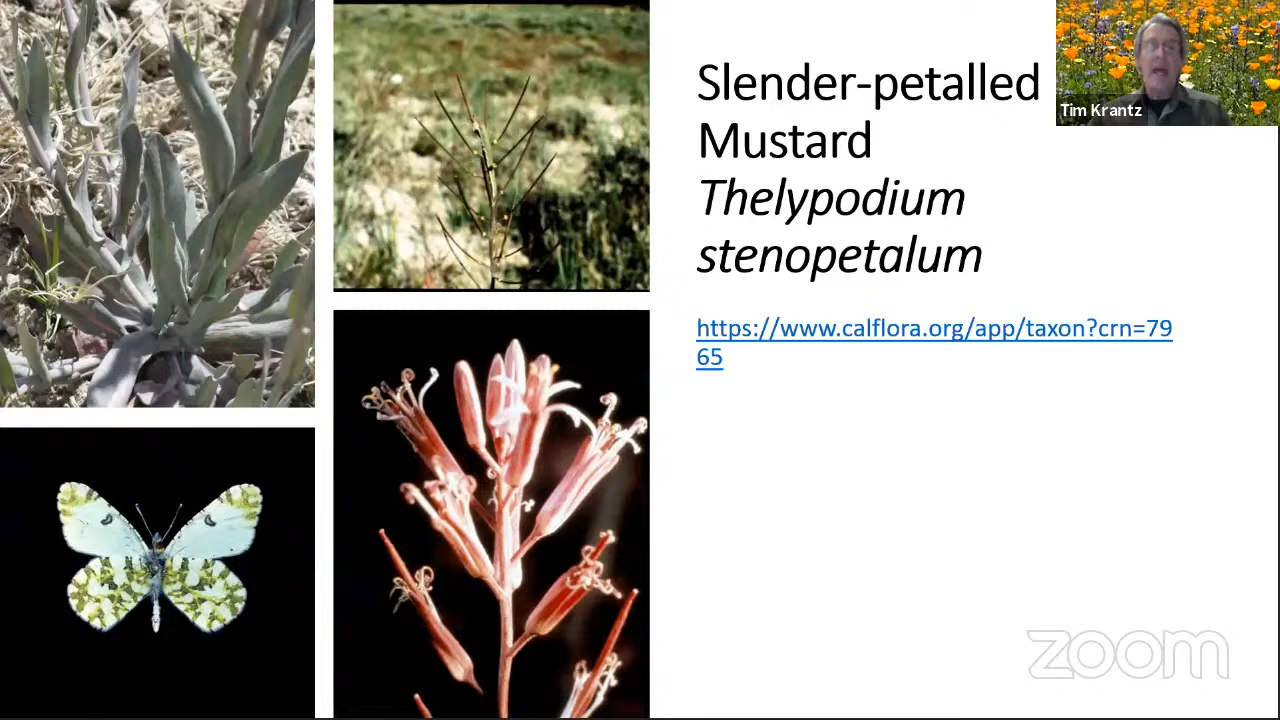 Slender-petalled
Mustard
Thelypodium
stenopetalum
https://www.calflora.org/app/taxon?crn=79
65
Tim Krantz
zoom